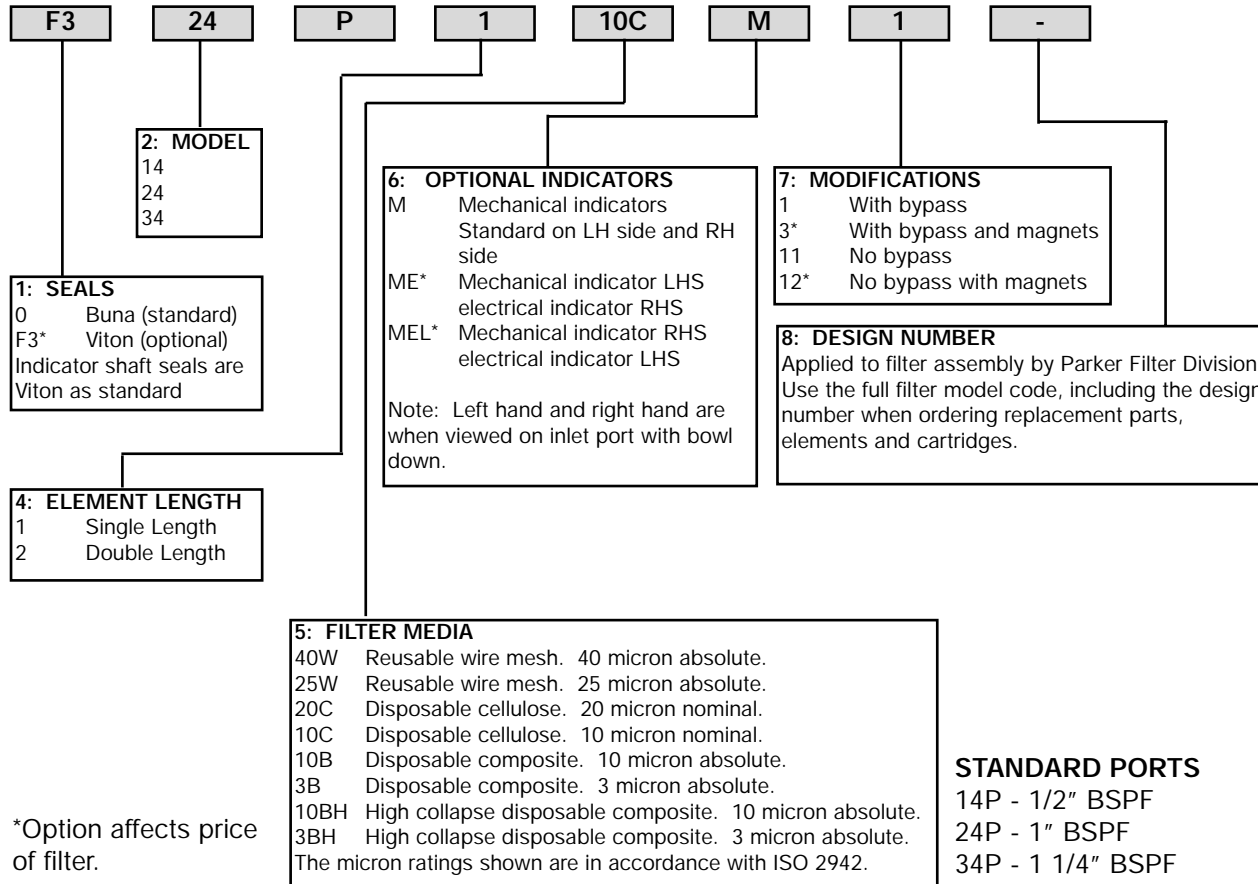 F3 24 P 1 10C M 1 -
2: MODEL
14
24
34
1: SEALS
0 Buna (standard)
F3* Viton (optional)
Indicator shaft seals are
Viton as standard
4: ELEMENT LENGTH
1 Single Length
2 Double Length
6: OPTIONAL INDICATORS
M Mechanical indicators
Standard on LH side and RH
side
ME* Mechanical indicator LHS
electrical indicator RHS
MEL* Mechanical indicator RHS
electrical indicator LHS
Note: Left hand and right hand are
when viewed on inlet port with bowl
down.
7: MODIFICATIONS
1 With bypass
3* With bypass and magnets
11 No bypass
12* No bypass with magnets
8: DESIGN NUMBER
Applied to filter assembly by Parker Filter Division
Use the full filter model code, including the design
number when ordering replacement parts,
elements and cartridges.
5: FILTER MEDIA
40W Reusable wire mesh. 40 micron absolute.
25W Reusable wire mesh. 25 micron absolute.
20C Disposable cellulose. 20 micron nominal.
10C Disposable cellulose. 10 micron nominal.
10B Disposable composite. 10 micron absolute.
3B Disposable composite. 3 micron absolute.
10BH High collapse disposable composite. 10 micron absolute.
3BH High collapse disposable composite. 3 micron absolute.
The micron ratings shown are in accordance with ISO 2942.
*Option affects price
of filter.
STANDARD PORTS
14P - 1/2" BSPF
24P - 1" BSPF
34P - 1 1/4" BSPF